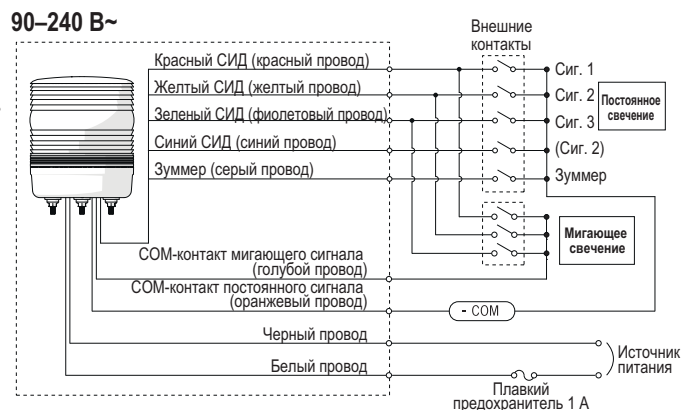 90–240 В~
Внешние
контакты
Красный СИД (красный провод)
Желтый СИД (желтый провод)
Зеленый СИД (фиолетовый провод)
Синий СИД (синий провод)
Зуммер (серый провод)
Сиг. 1
Сиг. 2
Сиг. 3
(Сиг. 2)
Зуммер
Постоянное
свечение
Мигающее
свечение
COM-контакт мигающего сигнала
(голубой провод)
COM-контакт постоянного сигнала
(оранжевый провод)
- COM
Черный провод
Белый провод
Источник
питания
Плавкий
предохранитель 1 А